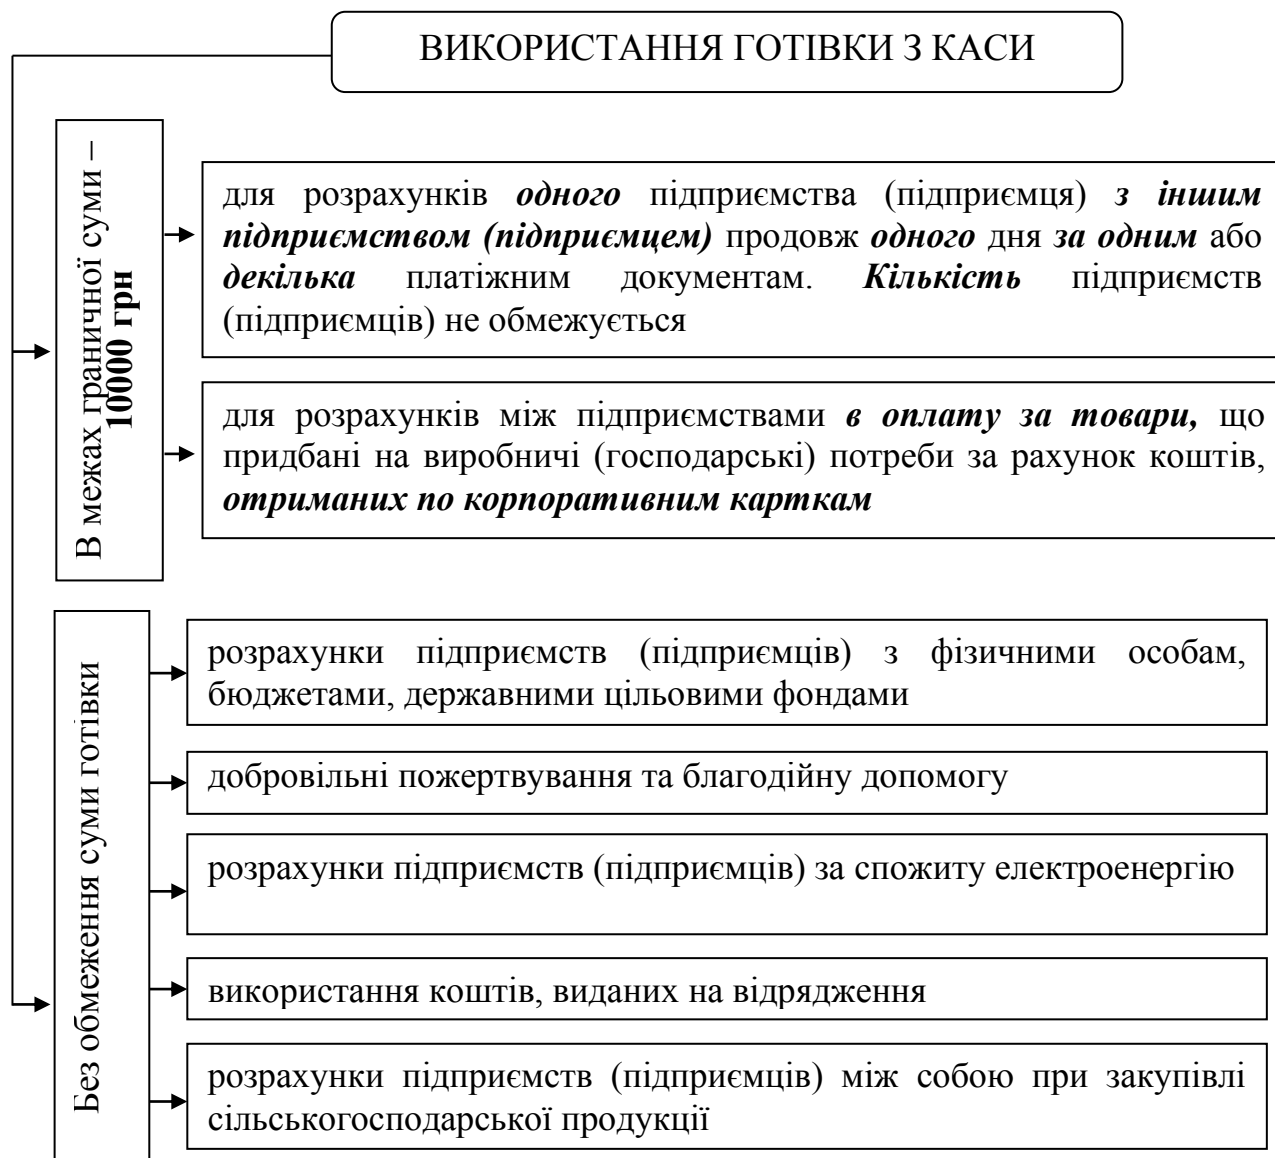 ВИКОРИСТАННЯ ГОТІВКИ З КАСИ
В межах граничної суми –
10000 грн
для розрахунків одного підприємства (підприємця) з іншим
підприємством (підприємцем) продовж одного дня за одним або
декілька платіжним документам. Кількість підприємств
(підприємців) не обмежується
для розрахунків між підприємствами в оплату за товари, що
придбані на виробничі (господарські) потреби за рахунок коштів,
отриманих по корпоративним карткам
Без обмеження суми готівки
розрахунки підприємств (підприємців) з фізичними особам,
бюджетами, державними цільовими фондами
добровільні пожертвування та благодійну допомогу
розрахунки підприємств (підприємців) за спожиту електроенергію
використання коштів, виданих на відрядження
розрахунки підприємств (підприємців) між собою при закупівлі
сільськогосподарської продукції